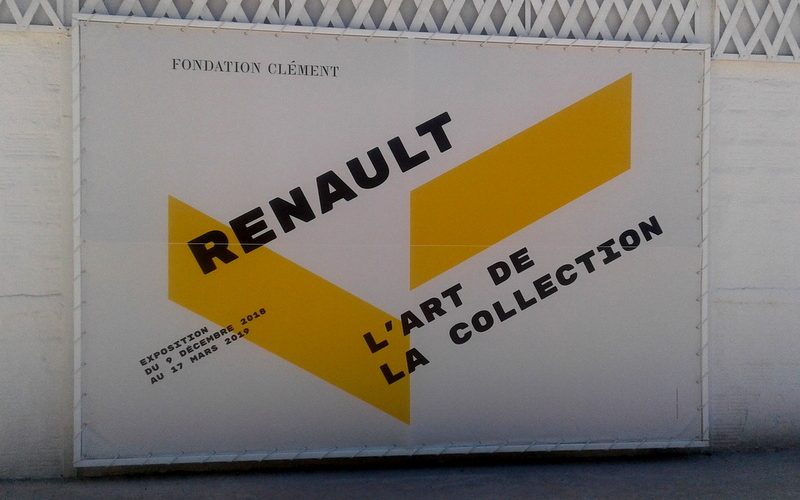 FONDATION CLÉMENT
RENAULT
L'ART DE
LA COLLECTION
EXPOSITION
DU 9 DÉCEMBRE 2018
AU 17 MARS 2019